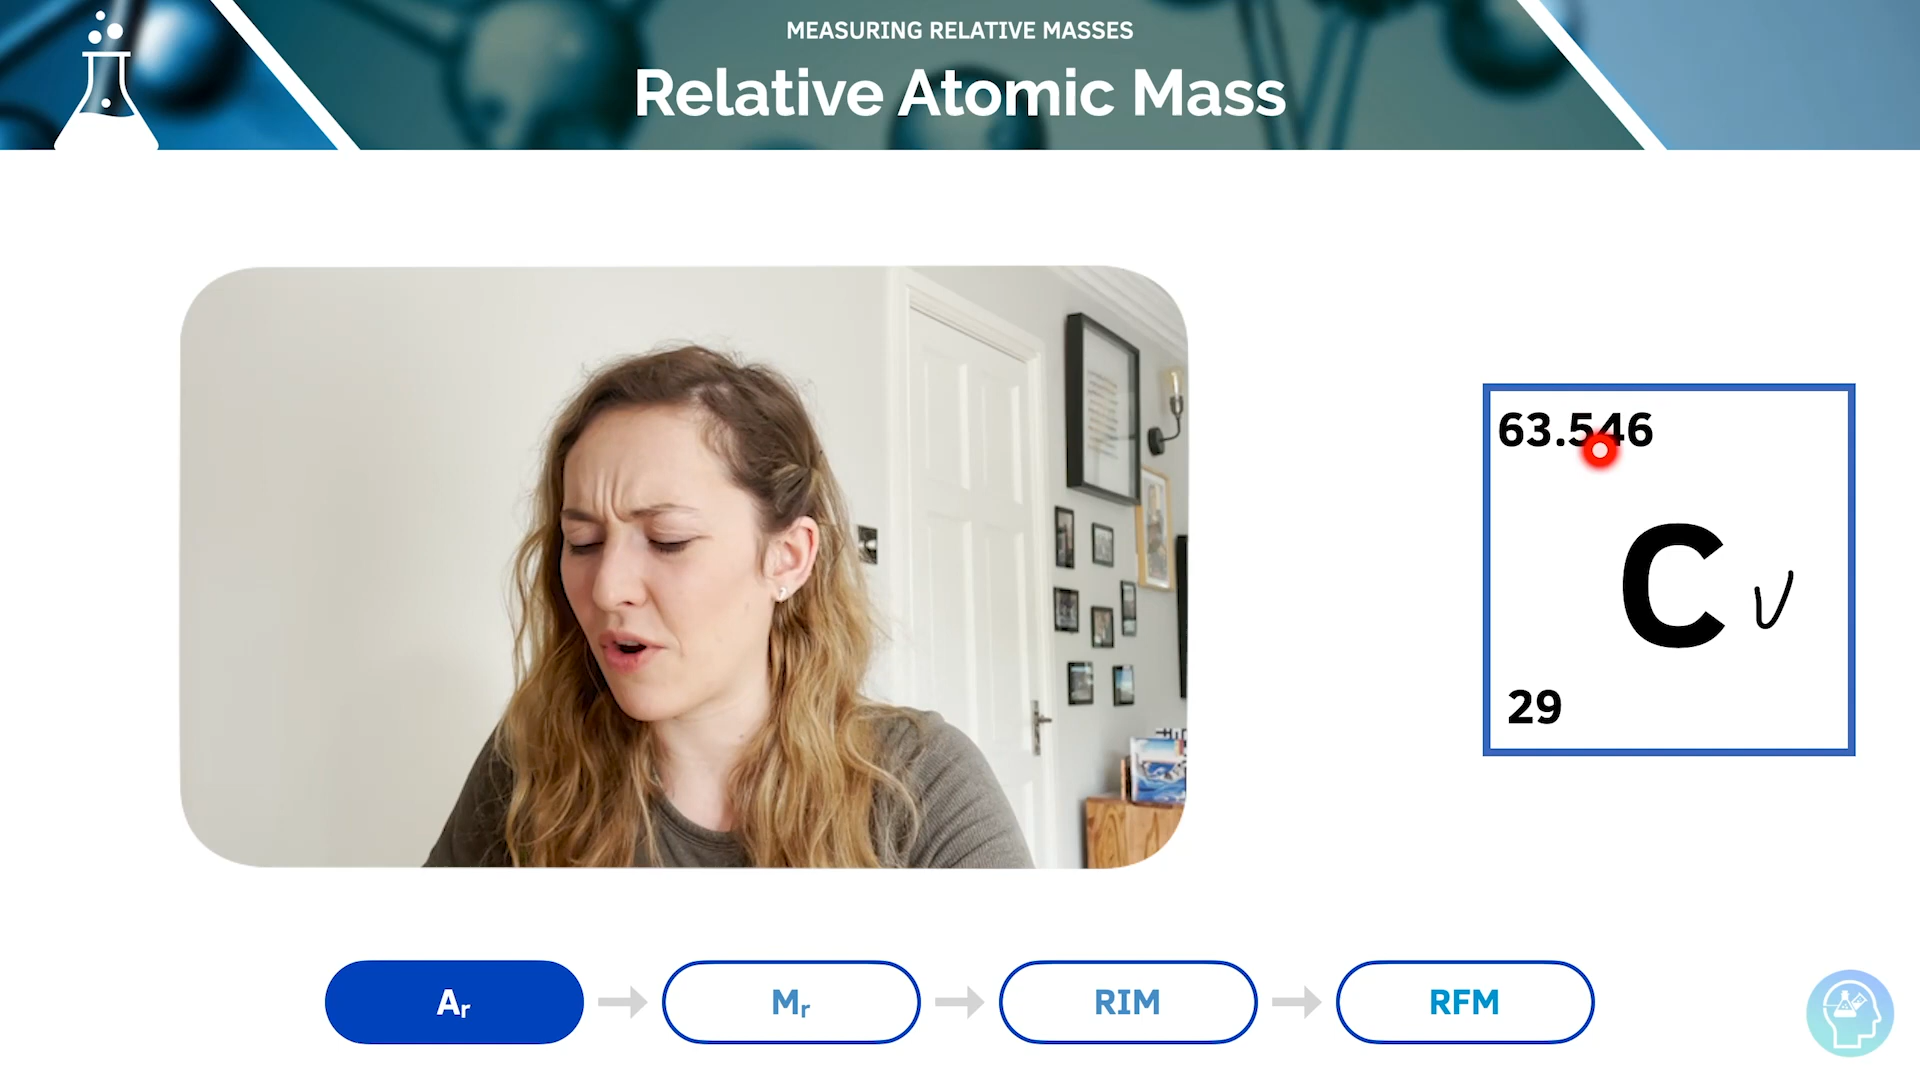 MEASURING RELATIVE MASSES
Relative Atomic Mass
63.546
Cu
29
Ar
Mr
RIM
RFM